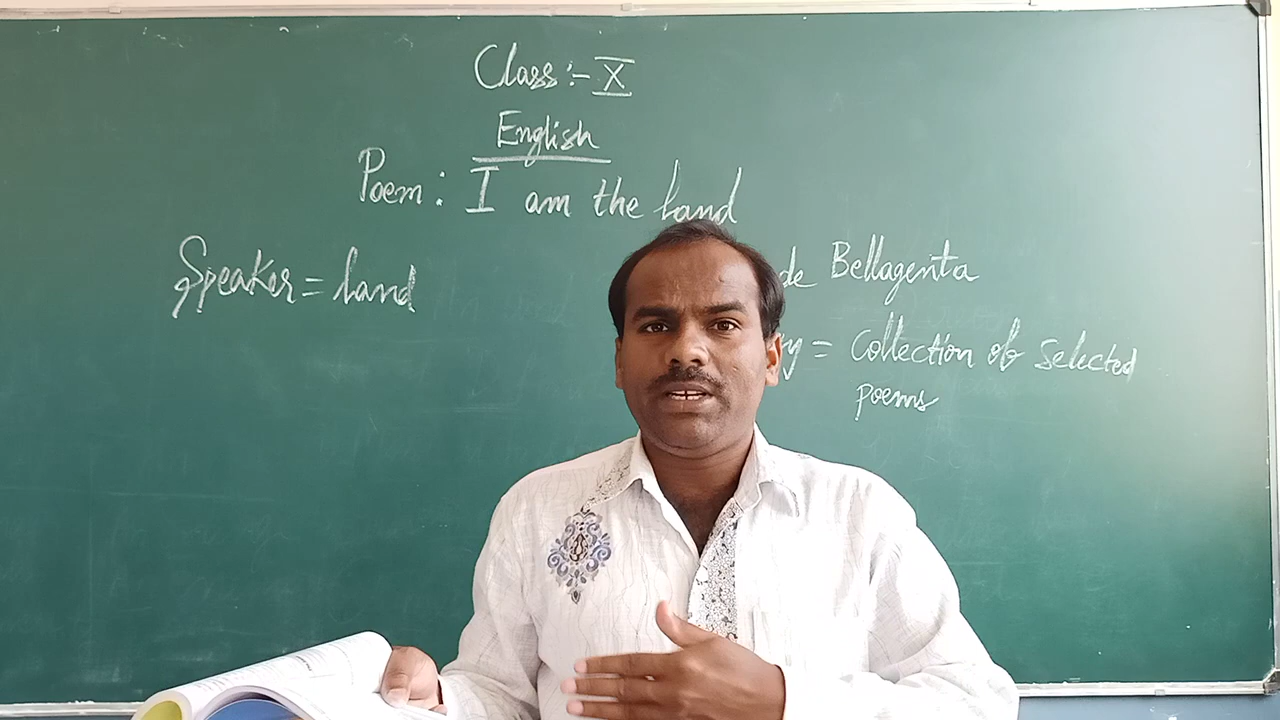 Class :- X
English
Poem : I am the land
Speaker = land
de Bellagenta
y = Collection of selected
poems